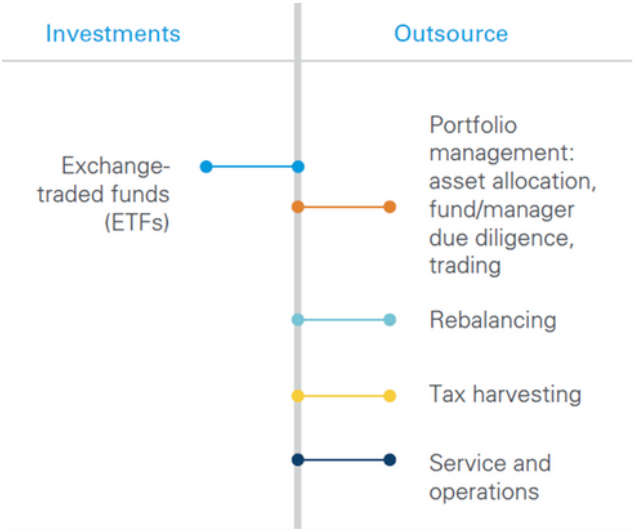 Investments
Outsource
Exchange-
traded funds
(ETFs)
Portfolio
management:
asset allocation,
fund/manager
due diligence,
trading
Rebalancing
Tax harvesting
Service and
operations